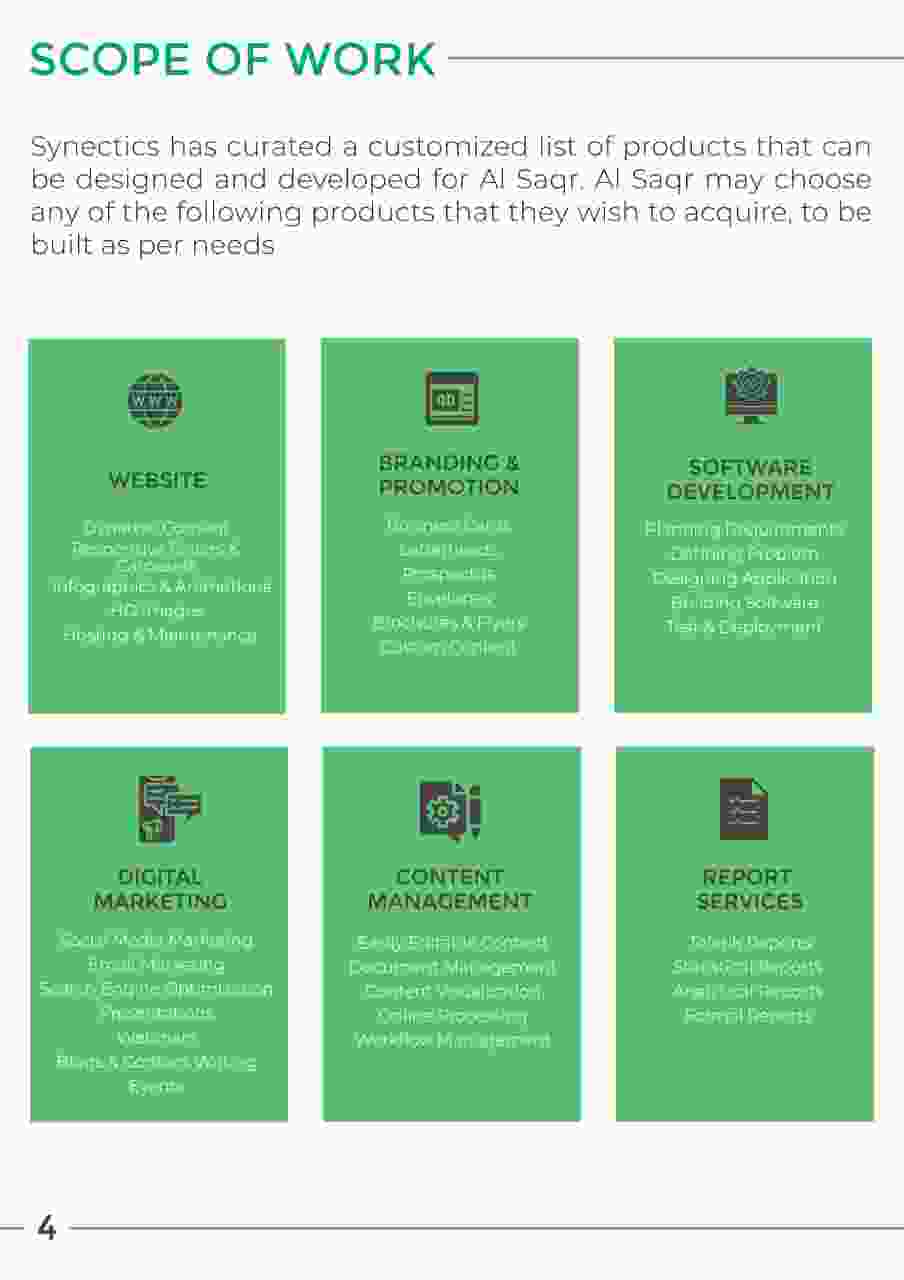 SCOPE OF WORK
Synectics has curated a customized list of products that can
be designed and developed for Al Saqr. Al Saqr may choose
any of the following products that they wish to acquire, to be
built as per needs
WWW
WEBSITE
Dynamic Content
Responsive Sliders &
Carousels
Infographics & Animations
HQ Images
Hosting & Maintenance
AD
BRANDING &
PROMOTION
Business Cards
Letterheads
Prospectus
Envelopes
Brochures & Flyers
Custom Content
SOFTWARE
DEVELOPMENT
Planning Requirements
Defining Problem
Designing Application
Building Software
Test & Deployment
DIGITAL
MARKETING
Social Media Marketing
Email Marketing
Search Engine Optimization
Presentations
Webinars
Blogs & Content Writing
Events
CONTENT
MANAGEMENT
Easily Editable Content
Document Management
Content Visualization
Online Processing
Workflow Management
REPORT
SERVICES
Reports
Statistical Reports
Analytical Reports
Formal Reports
4